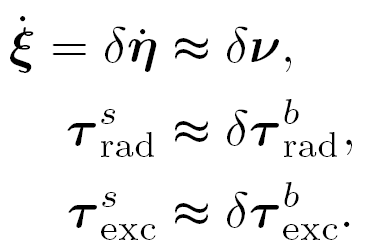 ξ̇ = δη̇ ≈ δν,
τ^s_rad ≈ δτ^b_rad,
τ^s_exc ≈ δτ^b_exc.